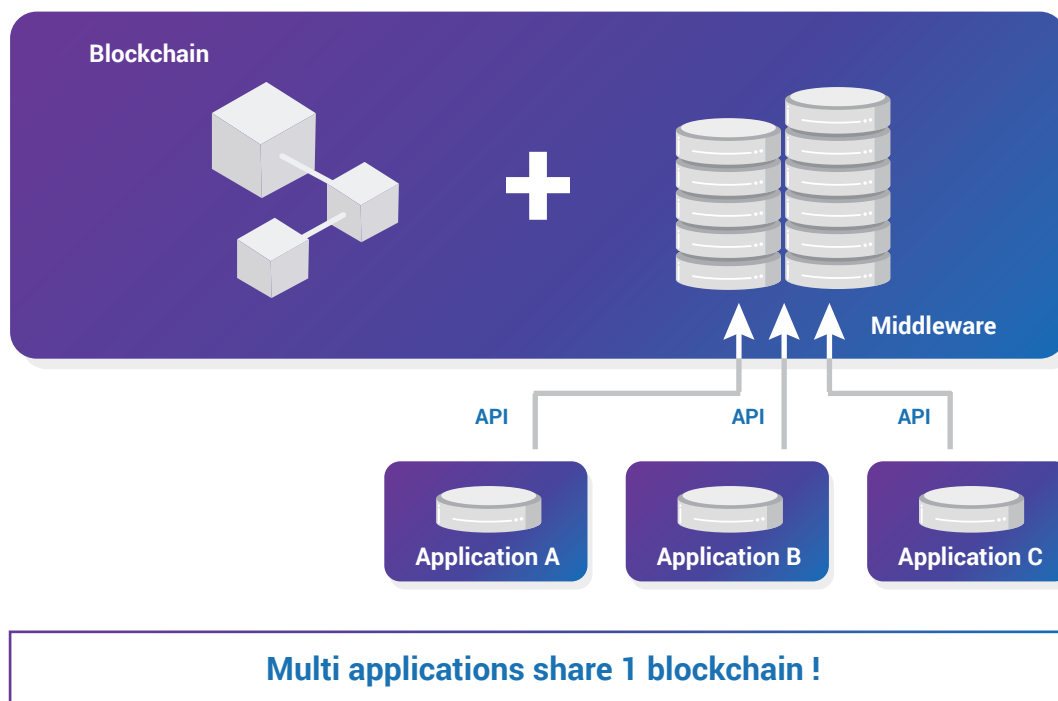 Blockchain
Middleware
API
API
API
Application A
Application B
Application C
Multi applications share 1 blockchain !